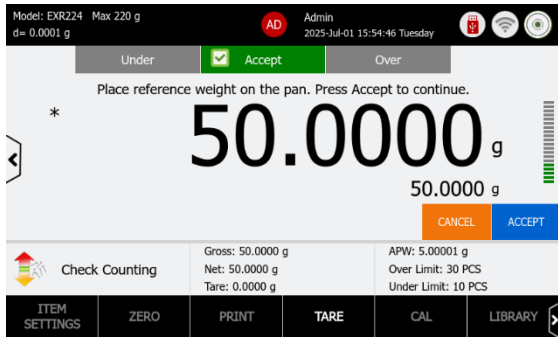 Model: EXR224 Max 220 g
d= 0.0001 g
AD
Admin
2025-Jul-01 15:54:46 Tuesday
Under
Accept
Over
Place reference weight on the pan. Press Accept to continue.
*
50.0000 g
50.0000 g
CANCEL
ACCEPT
Check Counting
Gross: 50.0000 g
Net: 50.0000 g
Tare: 0.0000 g
APW: 5.00001 g
Over Limit: 30 PCS
Under Limit: 10 PCS
ITEM
SETTINGS
ZERO
PRINT
TARE
CAL
LIBRARY